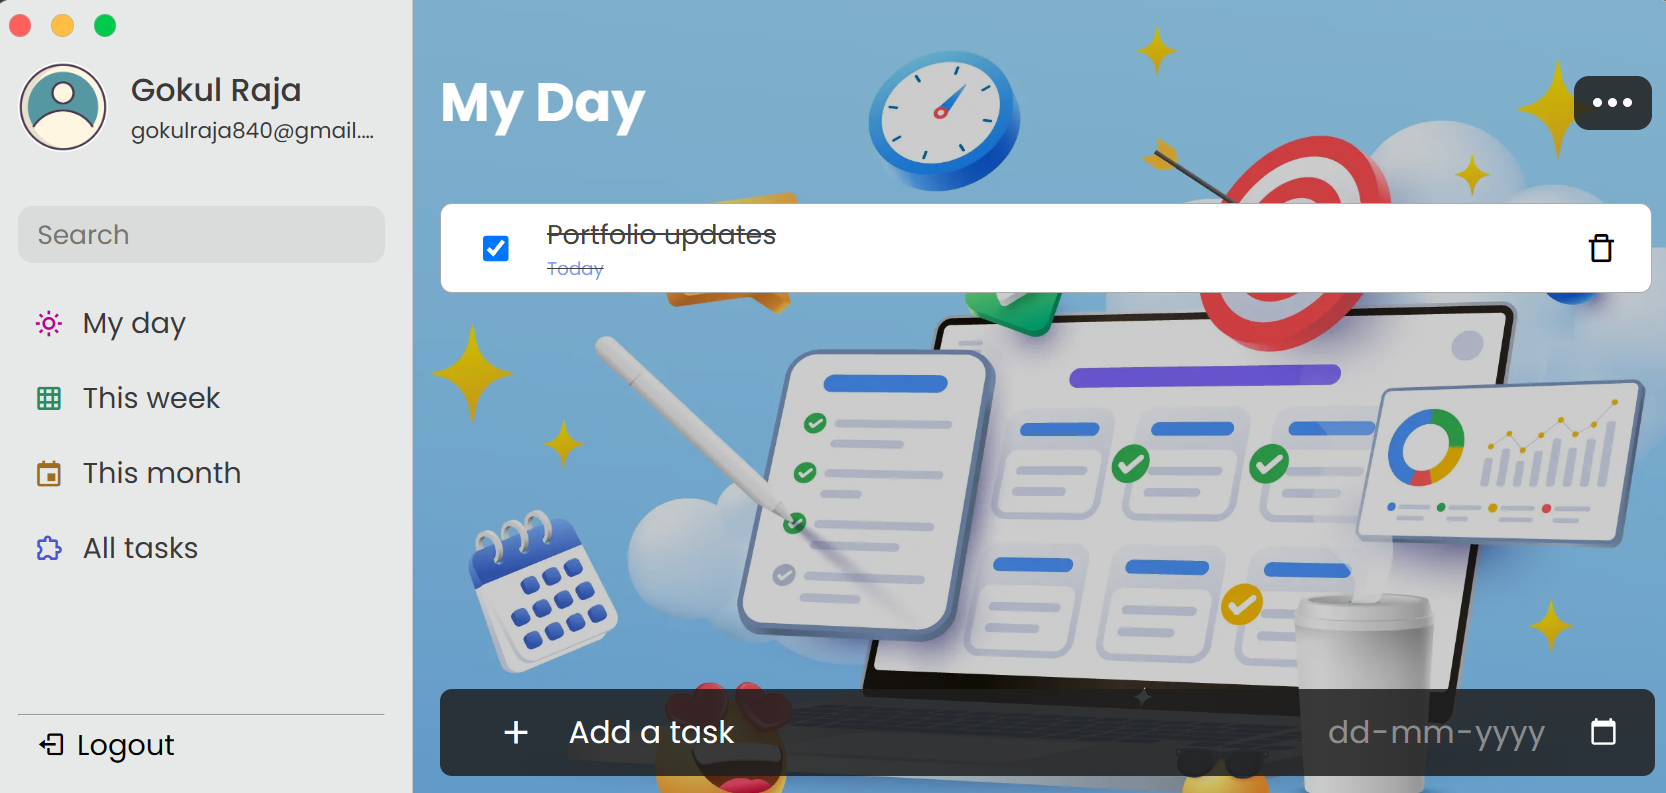 Gokul Raja
gokulraja840@gmail....
Search
My day
This week
This month
All tasks
Logout
My Day
Portfolio updates
Today
Add a task
dd-mm-yyyy